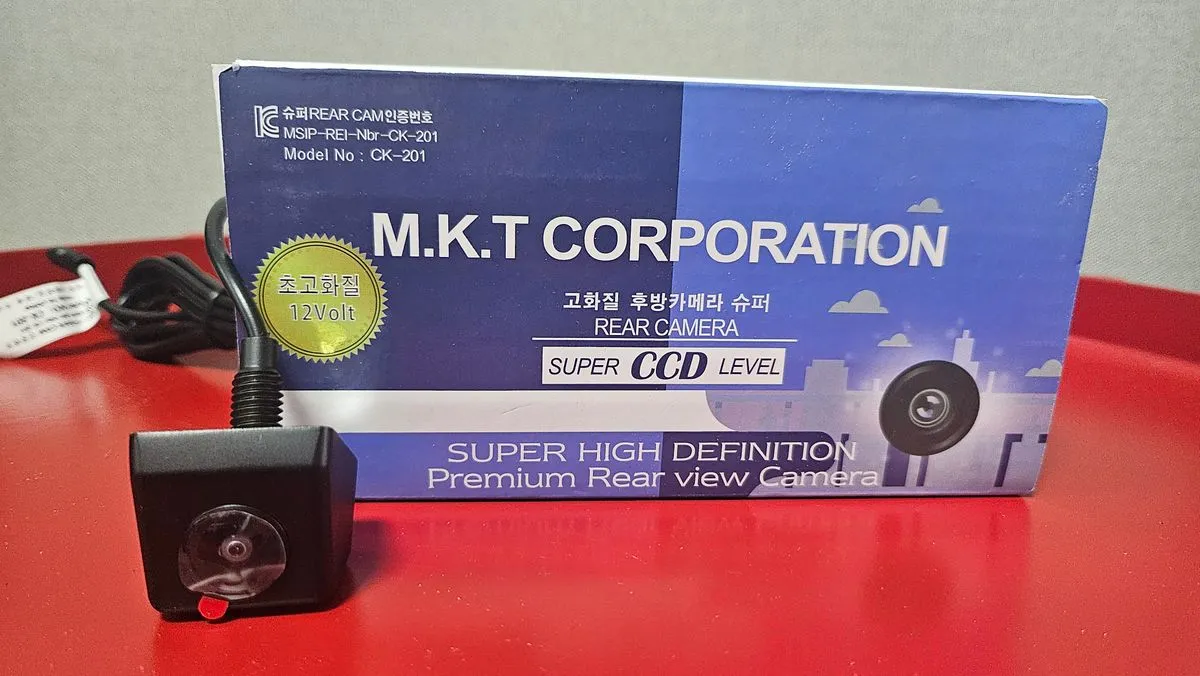 슈퍼REAR CAM인증번호
MSIP-REI-Nbr-CK-201
Model No : CK-201
M.K.T CORPORATION
초고화질
12Volt
고화질 후방카메라 슈퍼
REAR CAMERA
SUPER CCD LEVEL
SUPER HIGH DEFINITION
Premium Rear view Camera